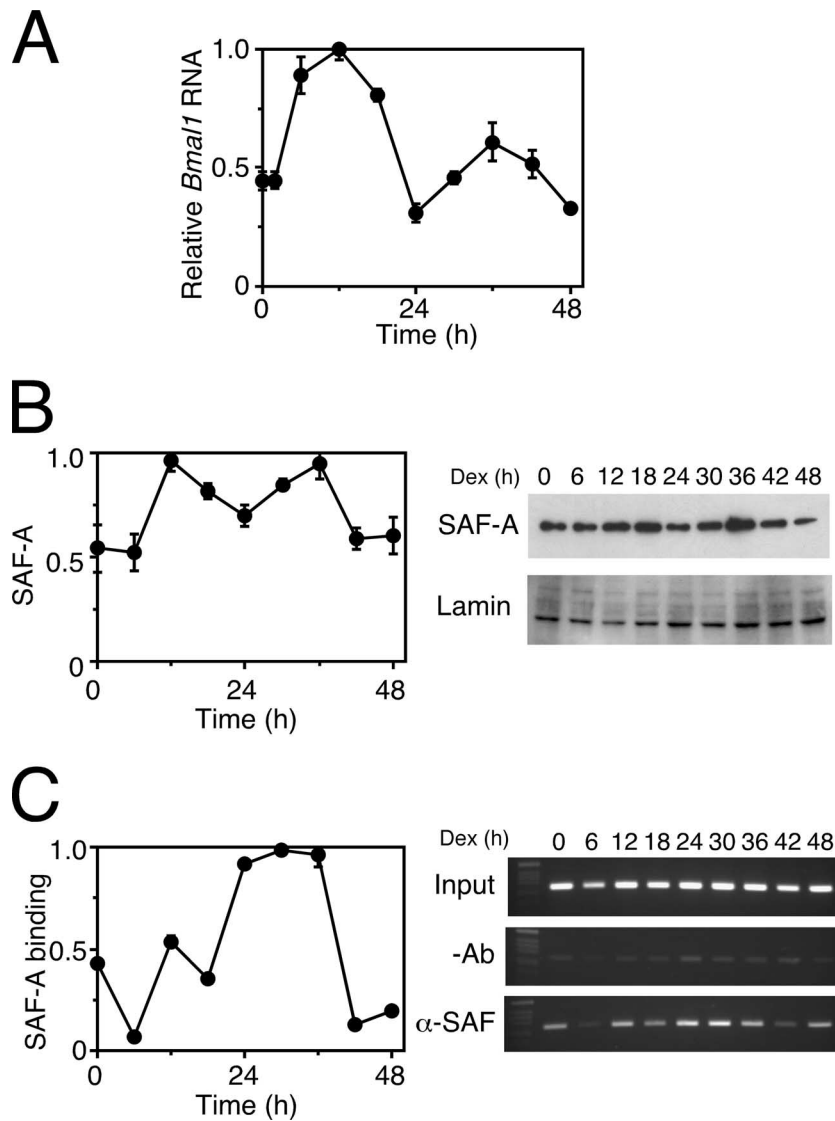 A
Relative Bmal1 RNA
1.0
0.5
0
0 24 48
Time (h)
B
SAF-A
1.0
0.5
0
0 24 48
Time (h)
Dex (h) 0 6 12 18 24 30 36 42 48
SAF-A
Lamin
C
SAF-A binding
1.0
0.5
0
0 24 48
Time (h)
Dex (h) 0 6 12 18 24 30 36 42 48
Input
-Ab
α-SAF